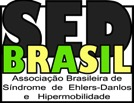 SED
BRASIL
Associação Brasileira de
Síndrome de Ehlers-Danlos
e Hipermobilidade